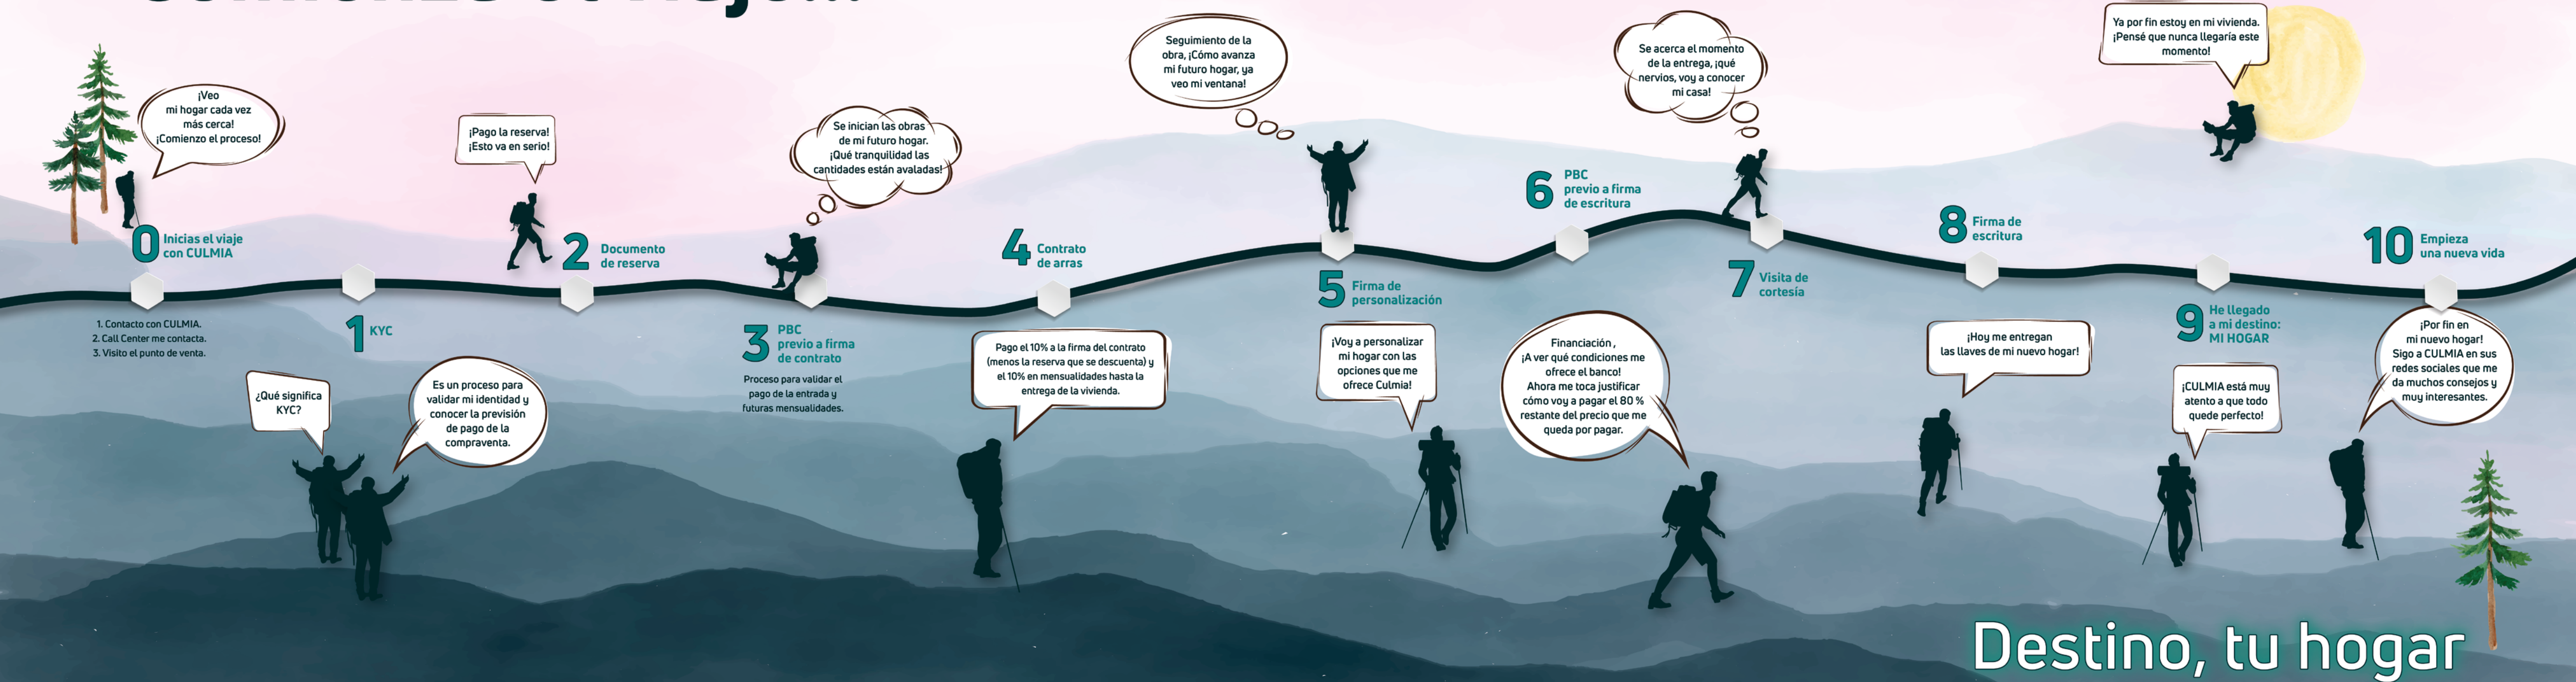 ¡Veo
mi hogar cada vez
más cerca!
¡Comienzo el proceso!
0 Inicias el viaje
con CULMIA
1. Contacto con CULMIA.
2. Call Center me contacta.
3. Visito el punto de venta.
1 KYC
¿Qué significa
KYC?
Es un proceso para
validar mi identidad y
conocer la previsión
de pago de la
compraventa.
¡Pago la reserva!
¡Esto va en serio!
2 Documento
de reserva
Se inician las obras
de mi futuro hogar.
¡Qué tranquilidad las
cantidades están avaladas!
3 PBC
previo a firma
de contrato
Proceso para validar el
pago de la entrada y
futuras mensualidades.
4 Contrato
de arras
Pago el 10% a la firma del contrato
(menos la reserva que se descuenta) y
el 10% en mensualidades hasta la
entrega de la vivienda.
Seguimiento de la
obra, ¡Cómo avanza
mi futuro hogar, ya
veo mi ventana!
5 Firma de
personalización
¡Voy a personalizar
mi hogar con las
opciones que me
ofrece Culmia!
6 PBC
previo a firma
de escritura
Financiación ,
¡A ver qué condiciones me
ofrece el banco!
Ahora me toca justificar
cómo voy a pagar el 80 %
restante del precio que me
queda por pagar.
Se acerca el momento
de la entrega, ¡qué
nervios, voy a conocer
mi casa!
7 Visita de
cortesía
8 Firma de
escritura
¡Hoy me entregan
las llaves de mi nuevo hogar!
Ya por fin estoy en mi vivienda.
¡Pensé que nunca llegaría este
momento!
9 He llegado
a mi destino:
MI HOGAR
¡CULMIA está muy
atento a que todo
quede perfecto!
10 Empieza
una nueva vida
¡Por fin en
mi nuevo hogar!
Sigo a CULMIA en sus
redes sociales que me
da muchos consejos y
muy interesantes.
Destino, tu hogar